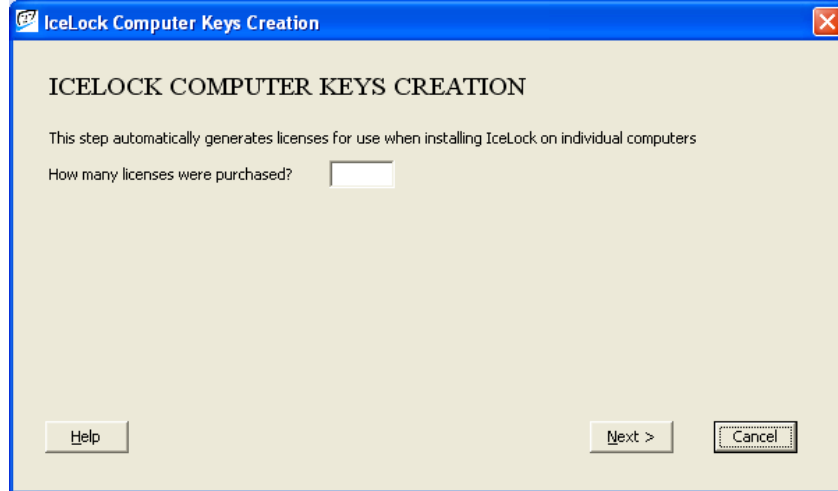 IceLock Computer Keys Creation
ICELOCK COMPUTER KEYS CREATION
This step automatically generates licenses for use when installing IceLock on individual computers
How many licenses were purchased?
Help
Next >
Cancel